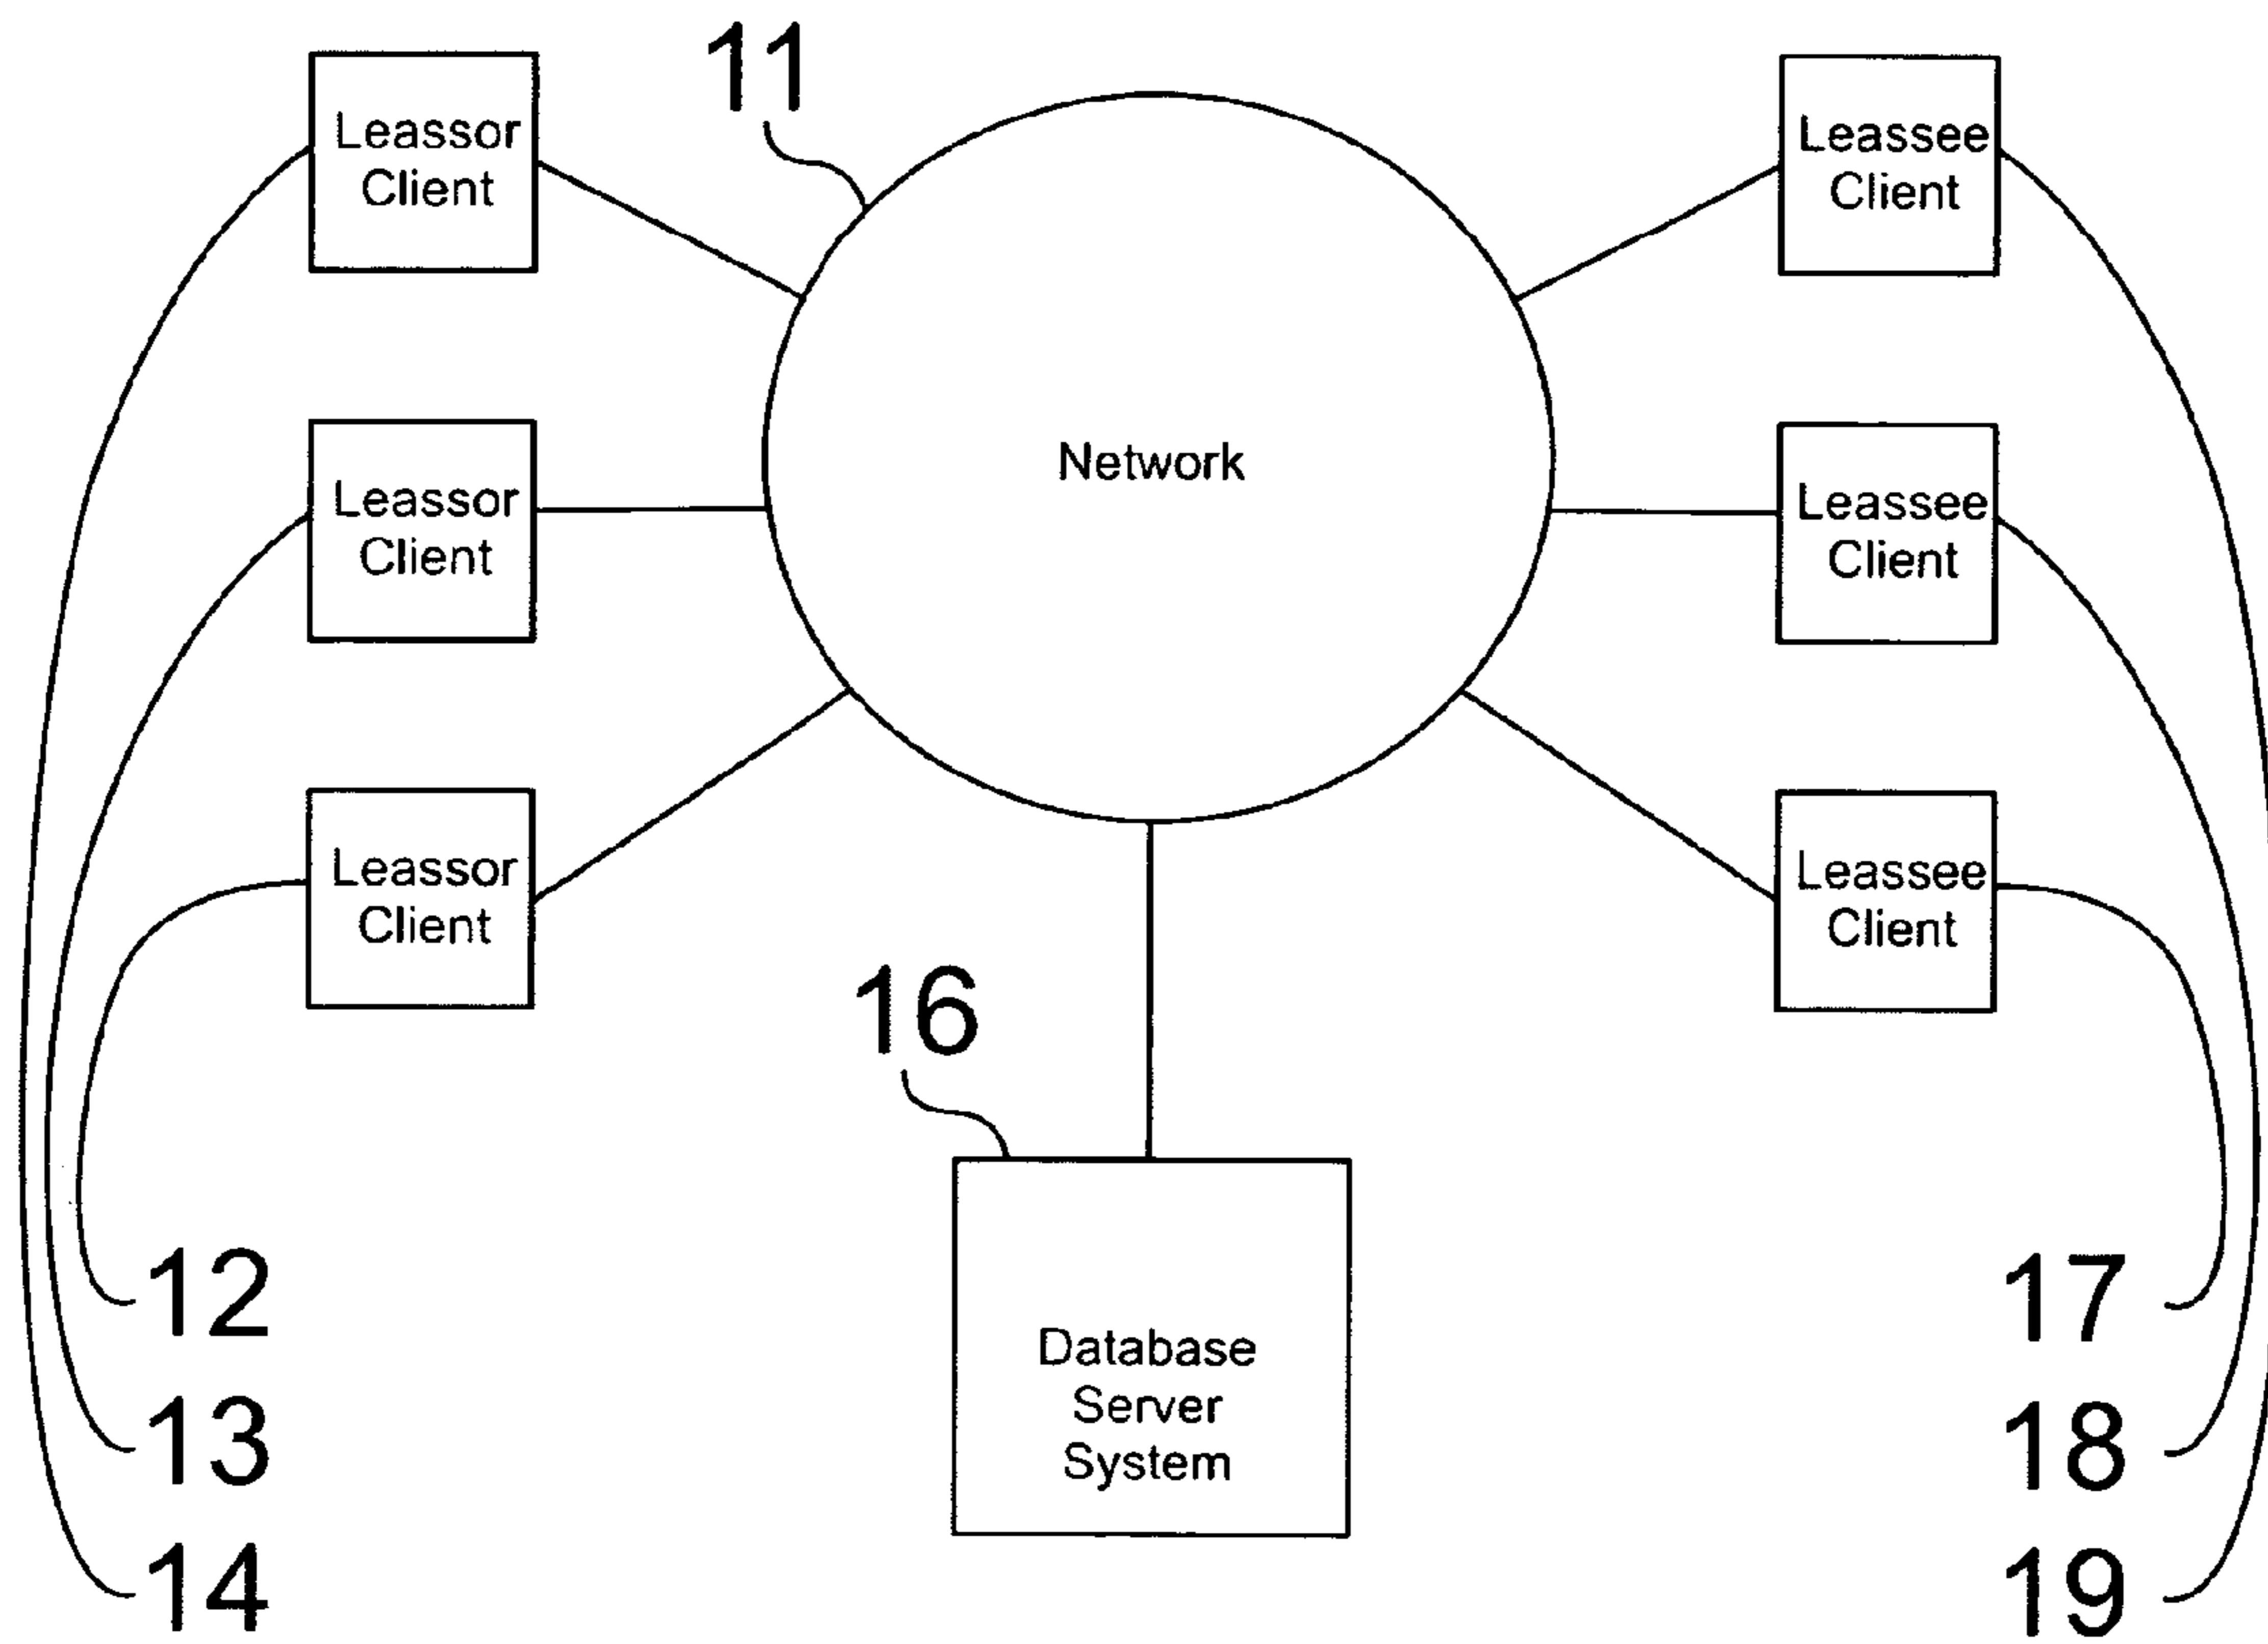 11
Leassor
Client
Leassee
Client
Network
Leassor
Client
Leassee
Client
Leassor
Client
Leassee
Client
16
Database
Server
System
12
13
14
17
18
19